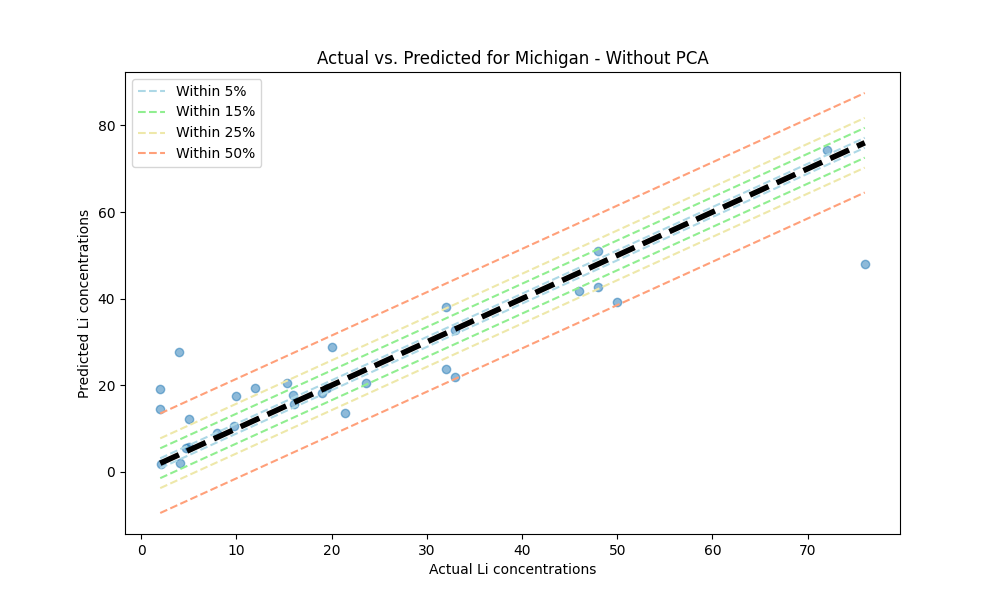 Actual vs. Predicted for Michigan - Without PCA
Within 5%
Within 15%
Within 25%
Within 50%
Predicted Li concentrations
80
60
40
20
0
0 10 20 30 40 50 60 70
Actual Li concentrations